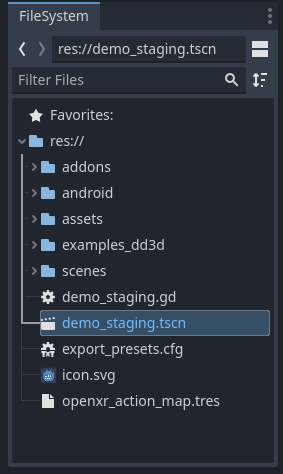 FileSystem
res://demo_staging.tscn
Filter Files
Favorites:
res://
addons
android
assets
examples_dd3d
scenes
demo_staging.gd
demo_staging.tscn
export_presets.cfg
icon.svg
openxr_action_map.tres